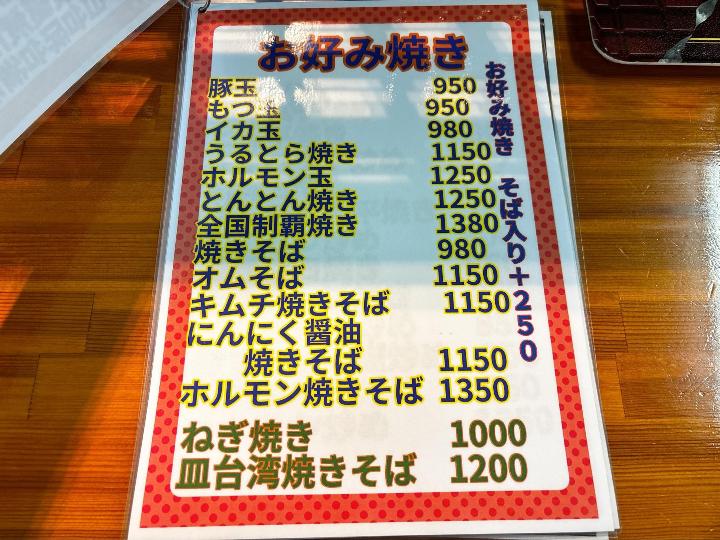 お好み焼き
豚玉 950
もつ玉 950
イカ玉 980
うるとら焼き 1150
ホルモン玉 1250
とんとん焼き 1250
全国制覇焼き 1380
焼きそば 980
オムそば 1150
キムチ焼きそば 1150
にんにく醤油
焼きそば 1150
ホルモン焼きそば 1350
ねぎ焼き 1000
皿台湾焼きそば 1200
お好み焼き そば入り+250